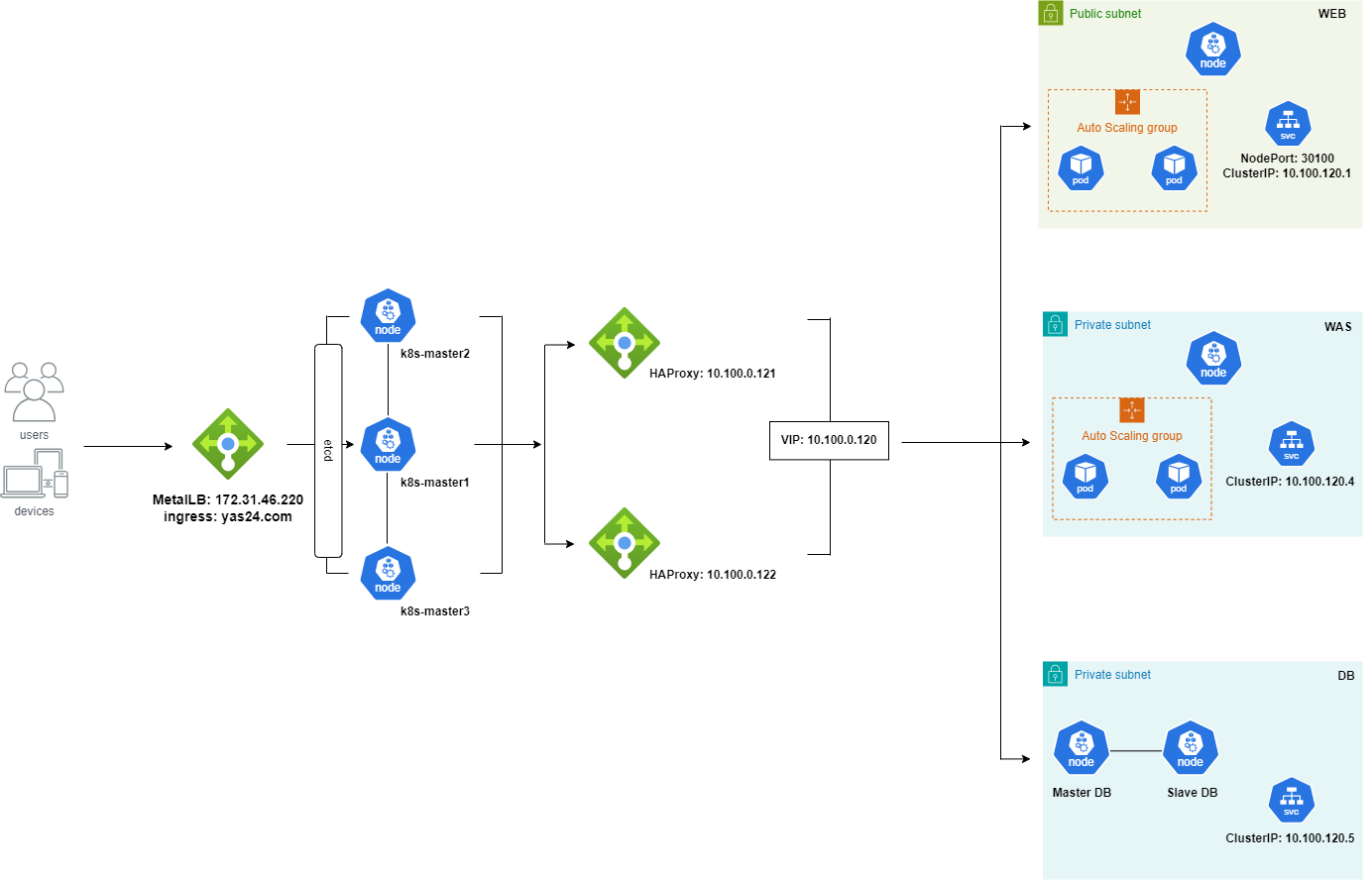 users
devices
MetalLB: 172.31.46.220
ingress: yas24.com
etcd
node
k8s-master2
node
k8s-master1
node
k8s-master3
HAProxy: 10.100.0.121
HAProxy: 10.100.0.122
VIP: 10.100.0.120
Public subnet
WEB
node
Auto Scaling group
pod
pod
svc
NodePort: 30100
ClusterIP: 10.100.120.1
Private subnet
WAS
node
Auto Scaling group
pod
pod
svc
ClusterIP: 10.100.120.4
Private subnet
DB
node
Master DB
node
Slave DB
svc
ClusterIP: 10.100.120.5